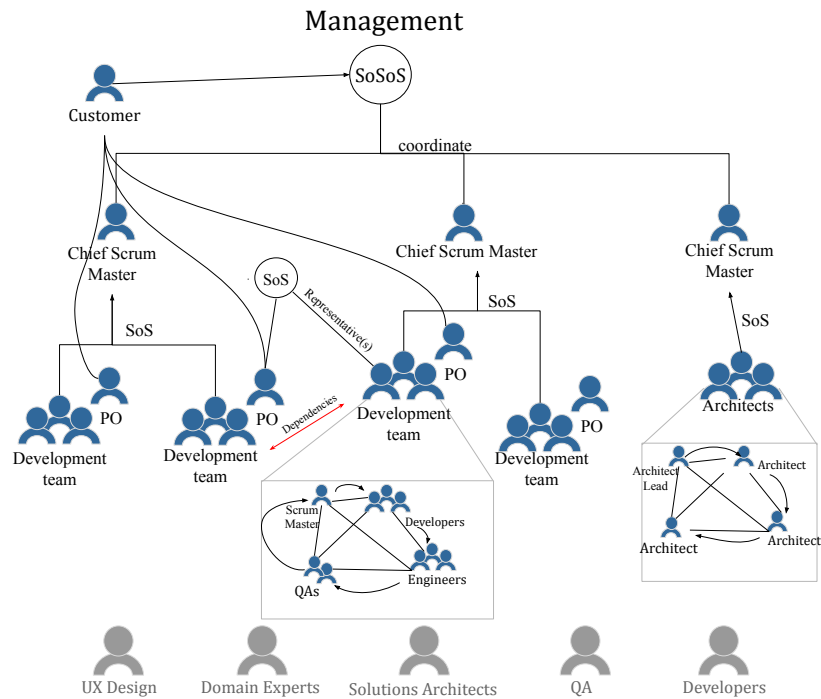 Management
SoSoS
Customer
coordinate
Chief Scrum
Master
Chief Scrum Master
Chief Scrum
Master
SoS
Representative(s)
SoS
SoS
SoS
PO
PO
PO
PO
Dependencies
Development
team
Development
team
Development
team
Development
team
Architects
Scrum
Master
Developers
QAs
Engineers
Architect
Lead
Architect
Architect
Architect
UX Design
Domain Experts
Solutions Architects
QA
Developers